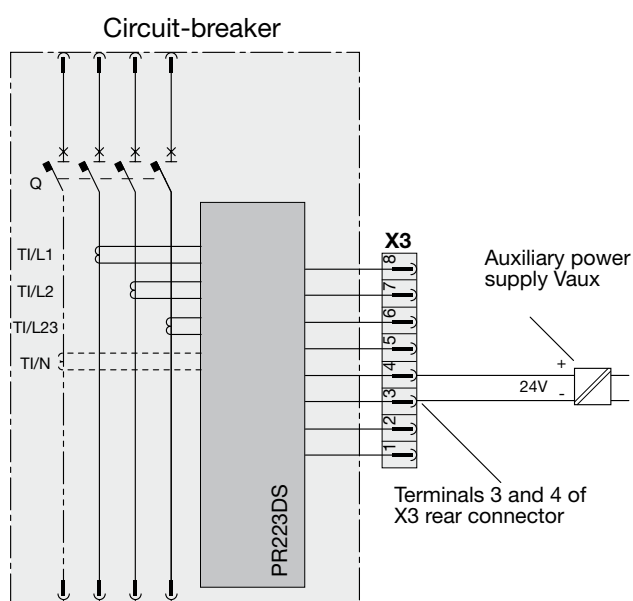 Circuit-breaker
Q
TI/L1
TI/L2
TI/L23
TI/N
PR223DS
X3
8
7
6
5
4
3
2
1
Auxiliary power
supply Vaux
+
24V
-
Terminals 3 and 4 of
X3 rear connector